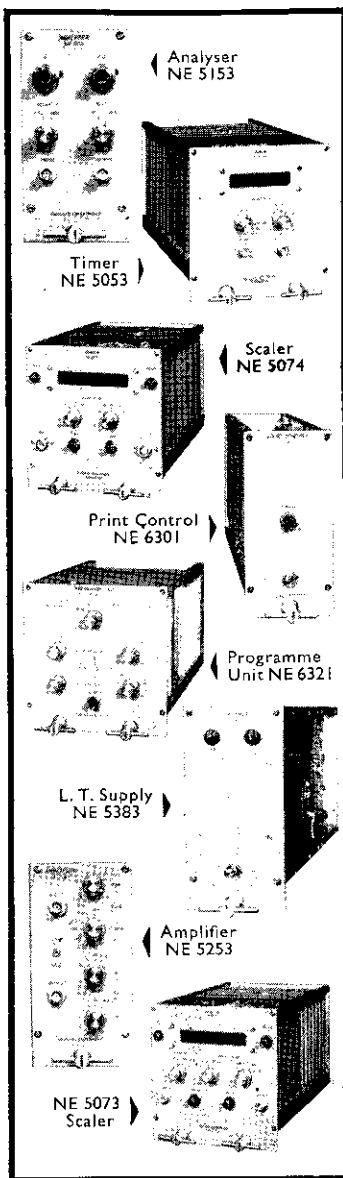 Analyser
NE 5153
Timer
NE 5053
Scaler
NE 5074
Print Control
NE 6301
Programme
Unit NE 6321
L. T. Supply
NE 5383
Amplifier
NE 5253
NE 5073
Scaler